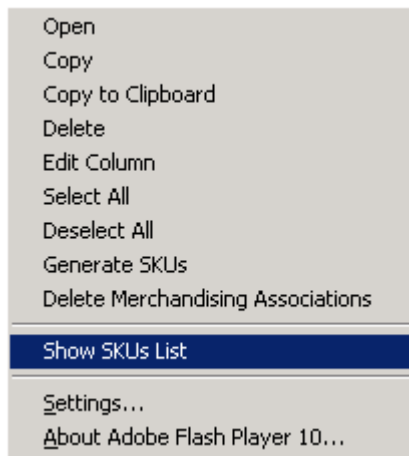 Open
Copy
Copy to Clipboard
Delete
Edit Column
Select All
Deselect All
Generate SKUs
Delete Merchandising Associations
Show SKUs List
Settings...
About Adobe Flash Player 10...